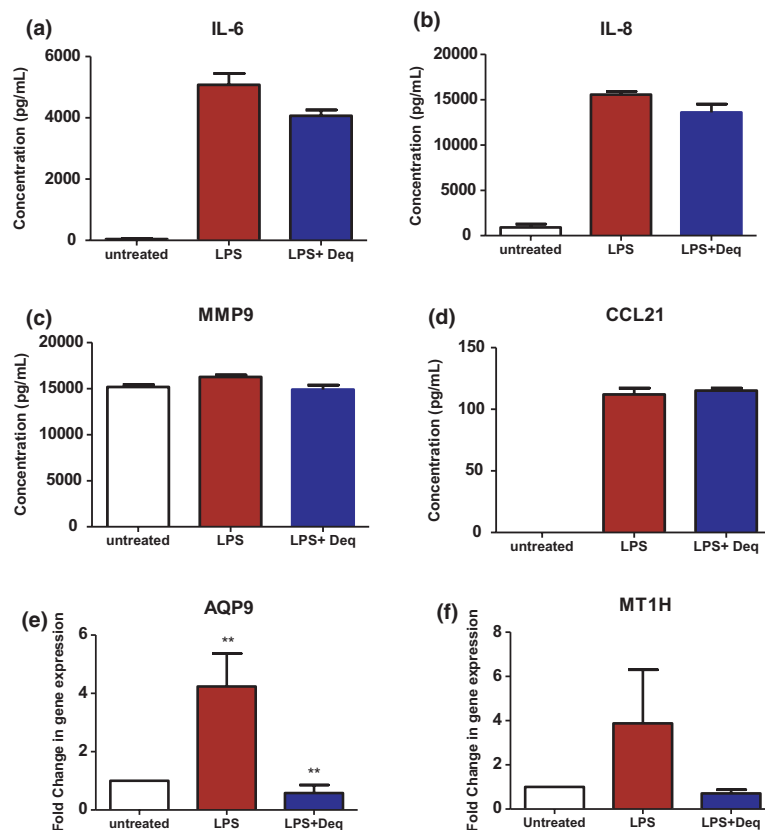 (a)
IL-6
Concentration (pg/mL)
6000
4000
2000
0
untreated
LPS
LPS+ Deq
(b)
IL-8
Concentration (pg/mL)
20000
15000
10000
5000
0
untreated
LPS
LPS+Deq
(c)
MMP9
Concentration (pg/mL)
20000
15000
10000
5000
0
untreated
LPS
LPS+ Deq
(d)
CCL21
Concentration (pg/mL)
150
100
50
0
untreated
LPS
LPS+ Deq
(e)
AQP9
Fold Change in gene expression
6
4
2
0
**
**
untreated
LPS
LPS+Deq
(f)
MT1H
Fold Change in gene expression
8
6
4
2
0
Untreated
LPS
LPS+Deq